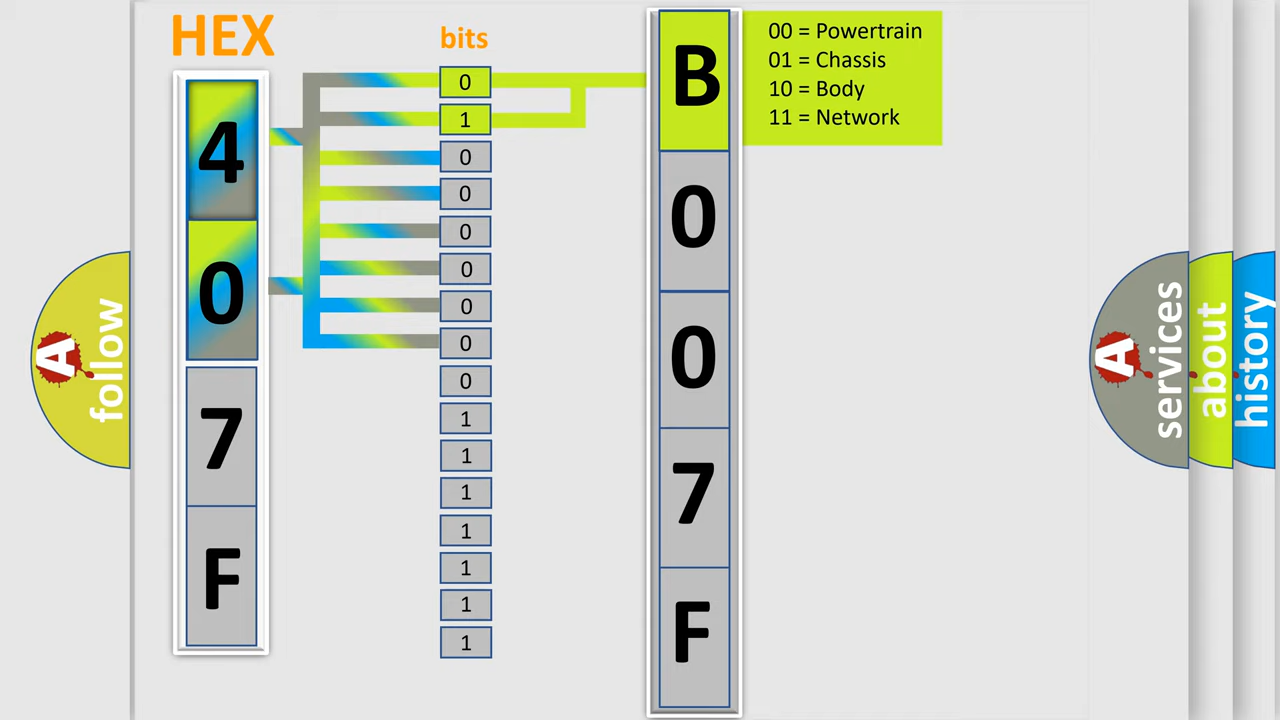 HEX
bits
4
0
7
F
0
1
0
0
0
0
0
0
0
1
1
1
1
1
1
1
B
0
0
7
F
00 = Powertrain
01 = Chassis
10 = Body
11 = Network
A
follow
A
services
about
history